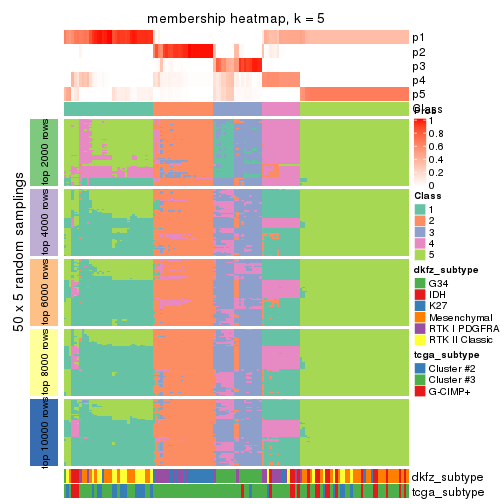 membership heatmap, k = 5
p1
p2
p3
p4
p5
Class
Prob
1
0.8
0.6
0.4
0.2
0
Class
1
2
3
4
5
dkfz_subtype
G34
IDH
K27
Mesenchymal
RTK I PDGFRA
RTK II Classic
tcga_subtype
Cluster #2
Cluster #3
G-CIMP+
50 x 5 random samplings
top 2000 rows
top 4000 rows
top 6000 rows
top 8000 rows
top 10000 rows
dkfz_subtype
tcga_subtype